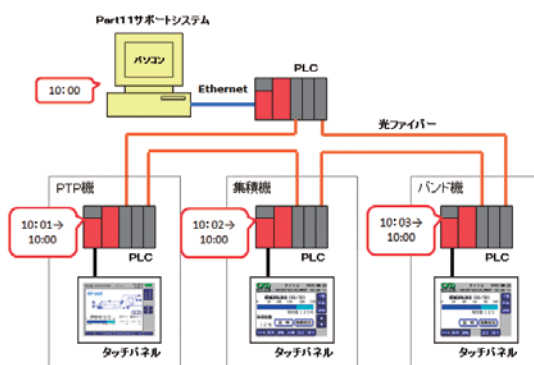 Part11サポートシステム
パソコン
10:00
Ethernet
PLC
光ファイバー
PTP機
集積機
バンド機
10:01→
10:00
PLC
10:02→
10:00
PLC
10:03→
10:00
PLC
タッチパネル
タッチパネル
タッチパネル